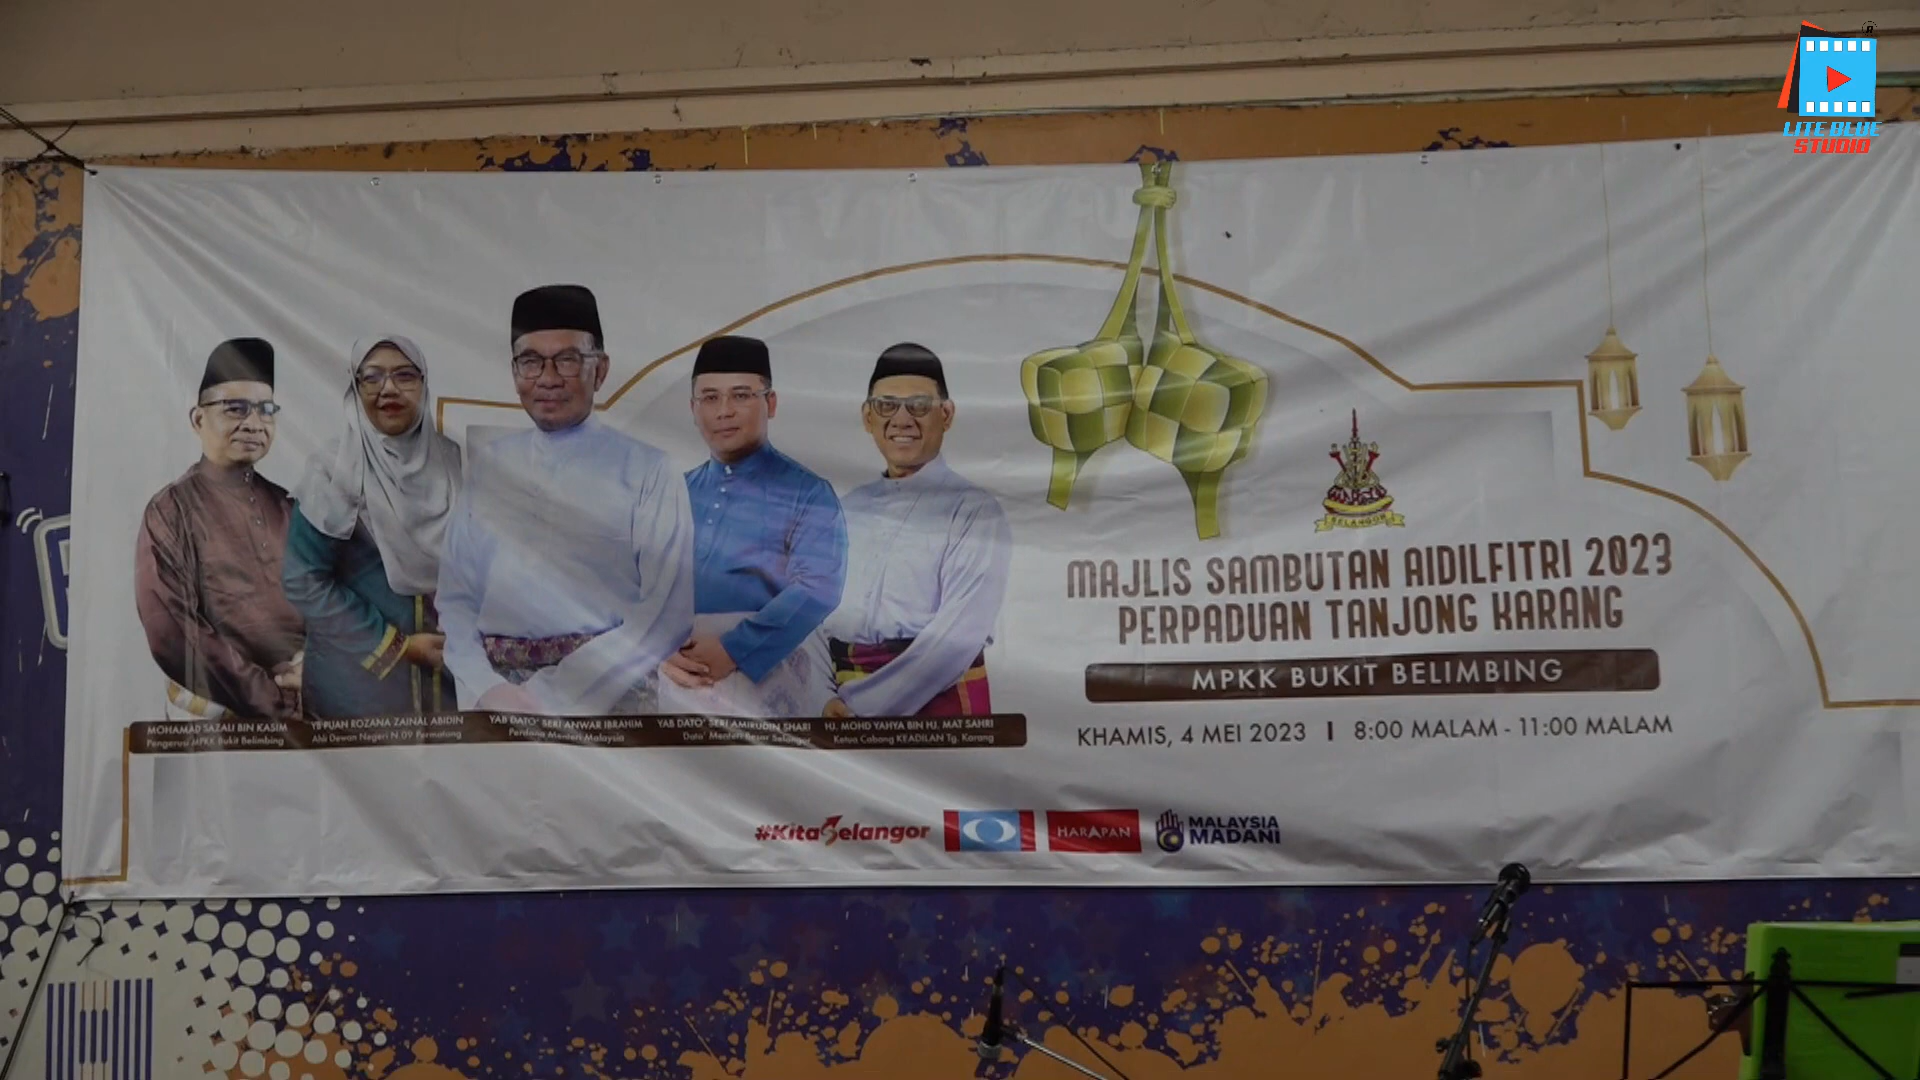 LITE BLUE
STUDIO
SELANGOR
MAJLIS SAMBUTAN AIDILFITRI 2023
PERPADUAN TANJONG KARANG
MPKK BUKIT BELIMBING
KHAMIS, 4 MEI 2023 | 8:00 MALAM - 11:00 MALAM
MOHAMAD SAZALI BIN KASIM
Pengerusi MPKK Bukit Belimbing
YB PUAN ROZANA ZAINAL ABIDIN
Ahli Dewan Negeri N.09 Permatang
YAB DATO' SERI ANWAR IBRAHIM
Perdana Menteri Malaysia
YAB DATO' SERI AMIRUDIN SHARI
Dato' Menteri Besar Selangor
HJ. MOHD YAHYA BIN HJ. MAT SAHRI
Ketua Cabang KEADILAN Tg. Karang
#KitaSelangor
HARAPAN
MALAYSIA
MADANI